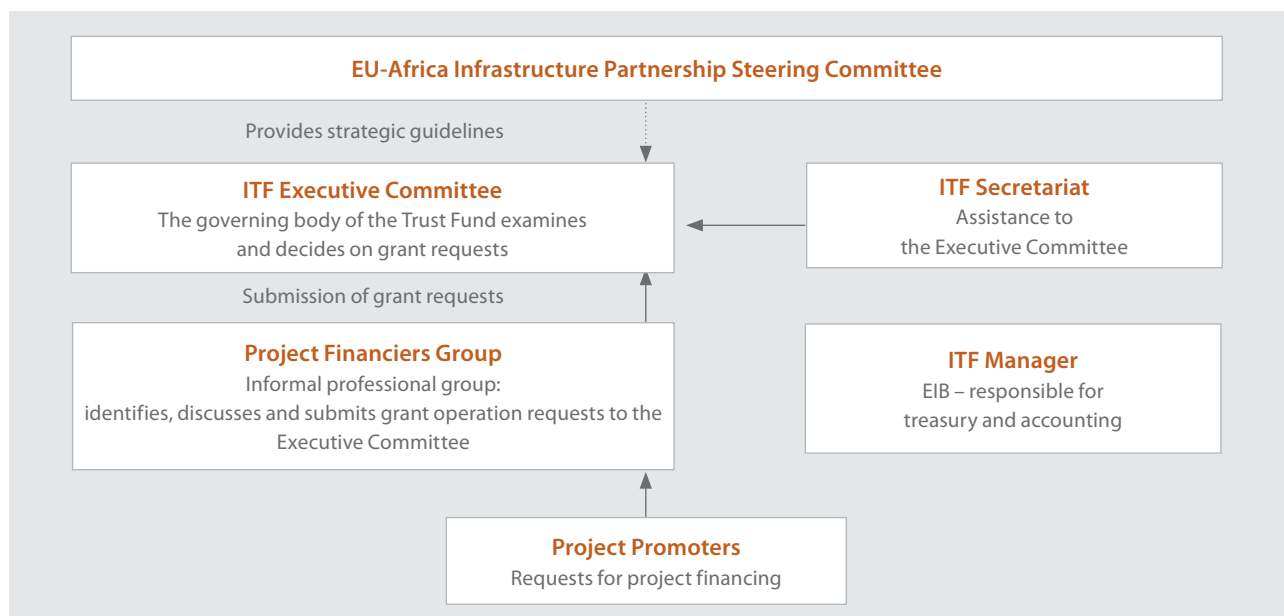 EU-Africa Infrastructure Partnership Steering Committee
Provides strategic guidelines
ITF Executive Committee
The governing body of the Trust Fund examines
and decides on grant requests
ITF Secretariat
Assistance to
the Executive Committee
Submission of grant requests
Project Financiers Group
Informal professional group:
identifies, discusses and submits grant operation requests to the
Executive Committee
ITF Manager
EIB – responsible for
treasury and accounting
Project Promoters
Requests for project financing